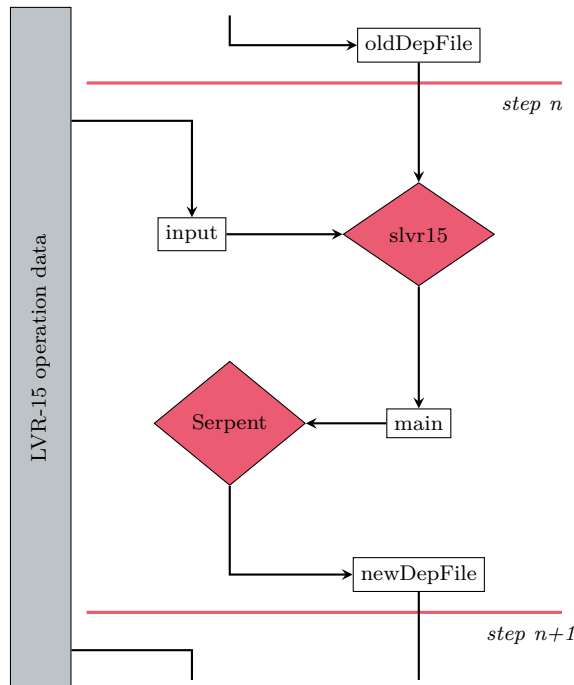 oldDepFile
step n
input
slvr15
LVR-15 operation data
Serpent
main
newDepFile
step n+1